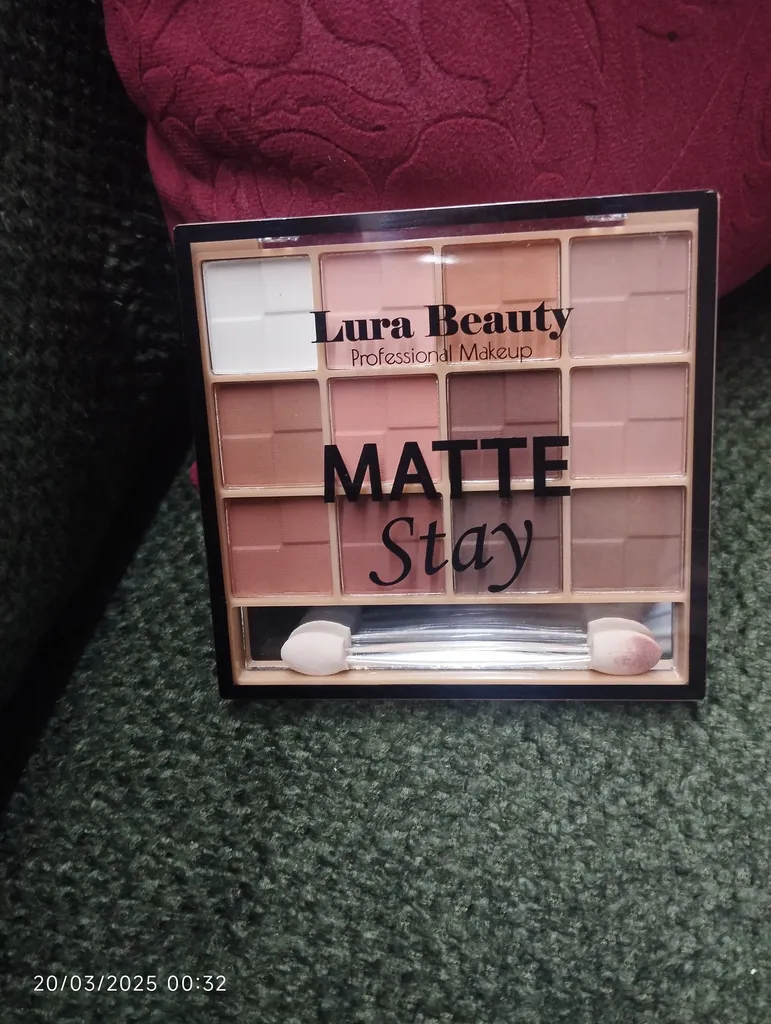 Lura Beauty
Professional Makeup
MATTE
Stay
20/03/2025 00:32